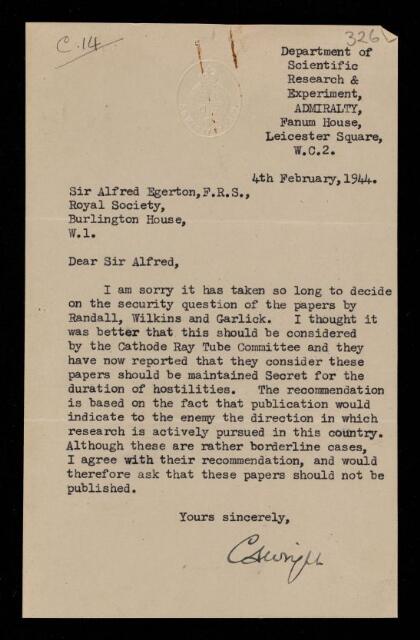 C.14
326
Department of
Scientific
Research &
Experiment,
ADMIRALTY,
Fanum House,
Leicester Square,
W.C.2.
4th February, 1944.
Sir Alfred Egerton, F.R.S.,
Royal Society,
Burlington House,
W.1.
Dear Sir Alfred,
I am sorry it has taken so long to decide
on the security question of the papers by
Randall, Wilkins and Garlick. I thought it
was better that this should be considered
by the Cathode Ray Tube Committee and they
have now reported that they consider these
papers should be maintained Secret for the
duration of hostilities. The recommendation
is based on the fact that publication would
indicate to the enemy the direction in which
research is actively pursued in this country.
Although these are rather borderline cases,
I agree with their recommendation, and would
therefore ask that these papers should not be
published.
Yours sincerely,
CSWright